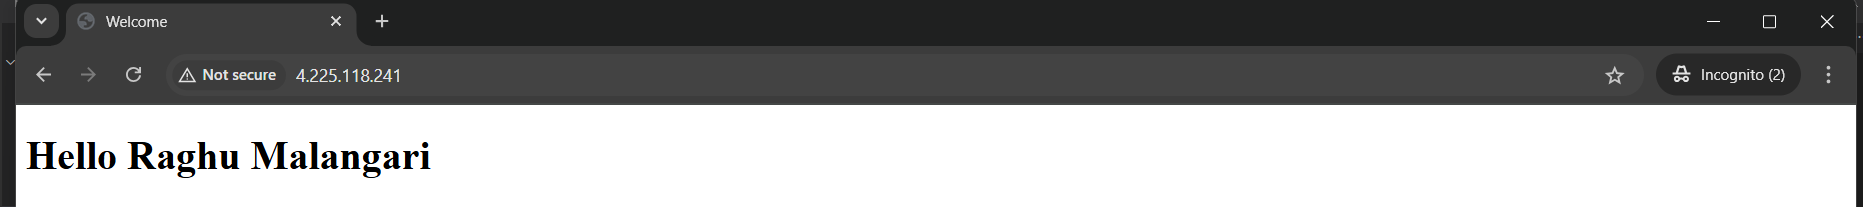 Welcome
Not secure
4.225.118.241
Incognito (2)
Hello Raghu Malangari